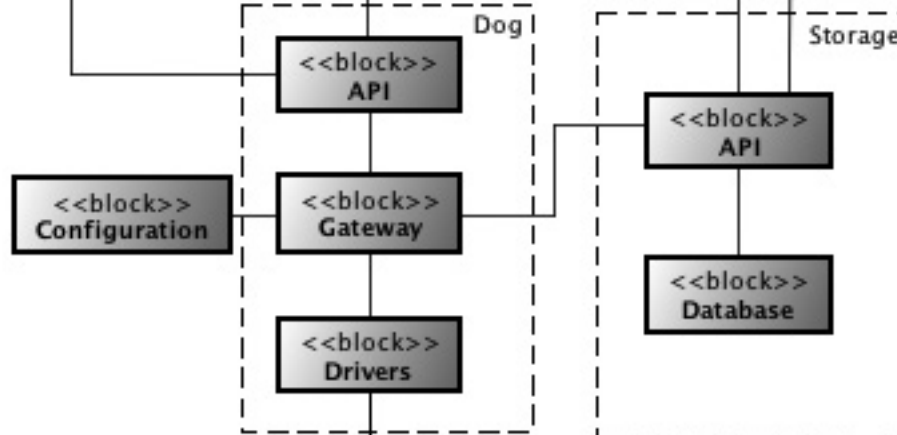 Dog
<<block>>
API
<<block>>
Configuration
<<block>>
Gateway
<<block>>
Drivers
Storage
<<block>>
API
<<block>>
Database